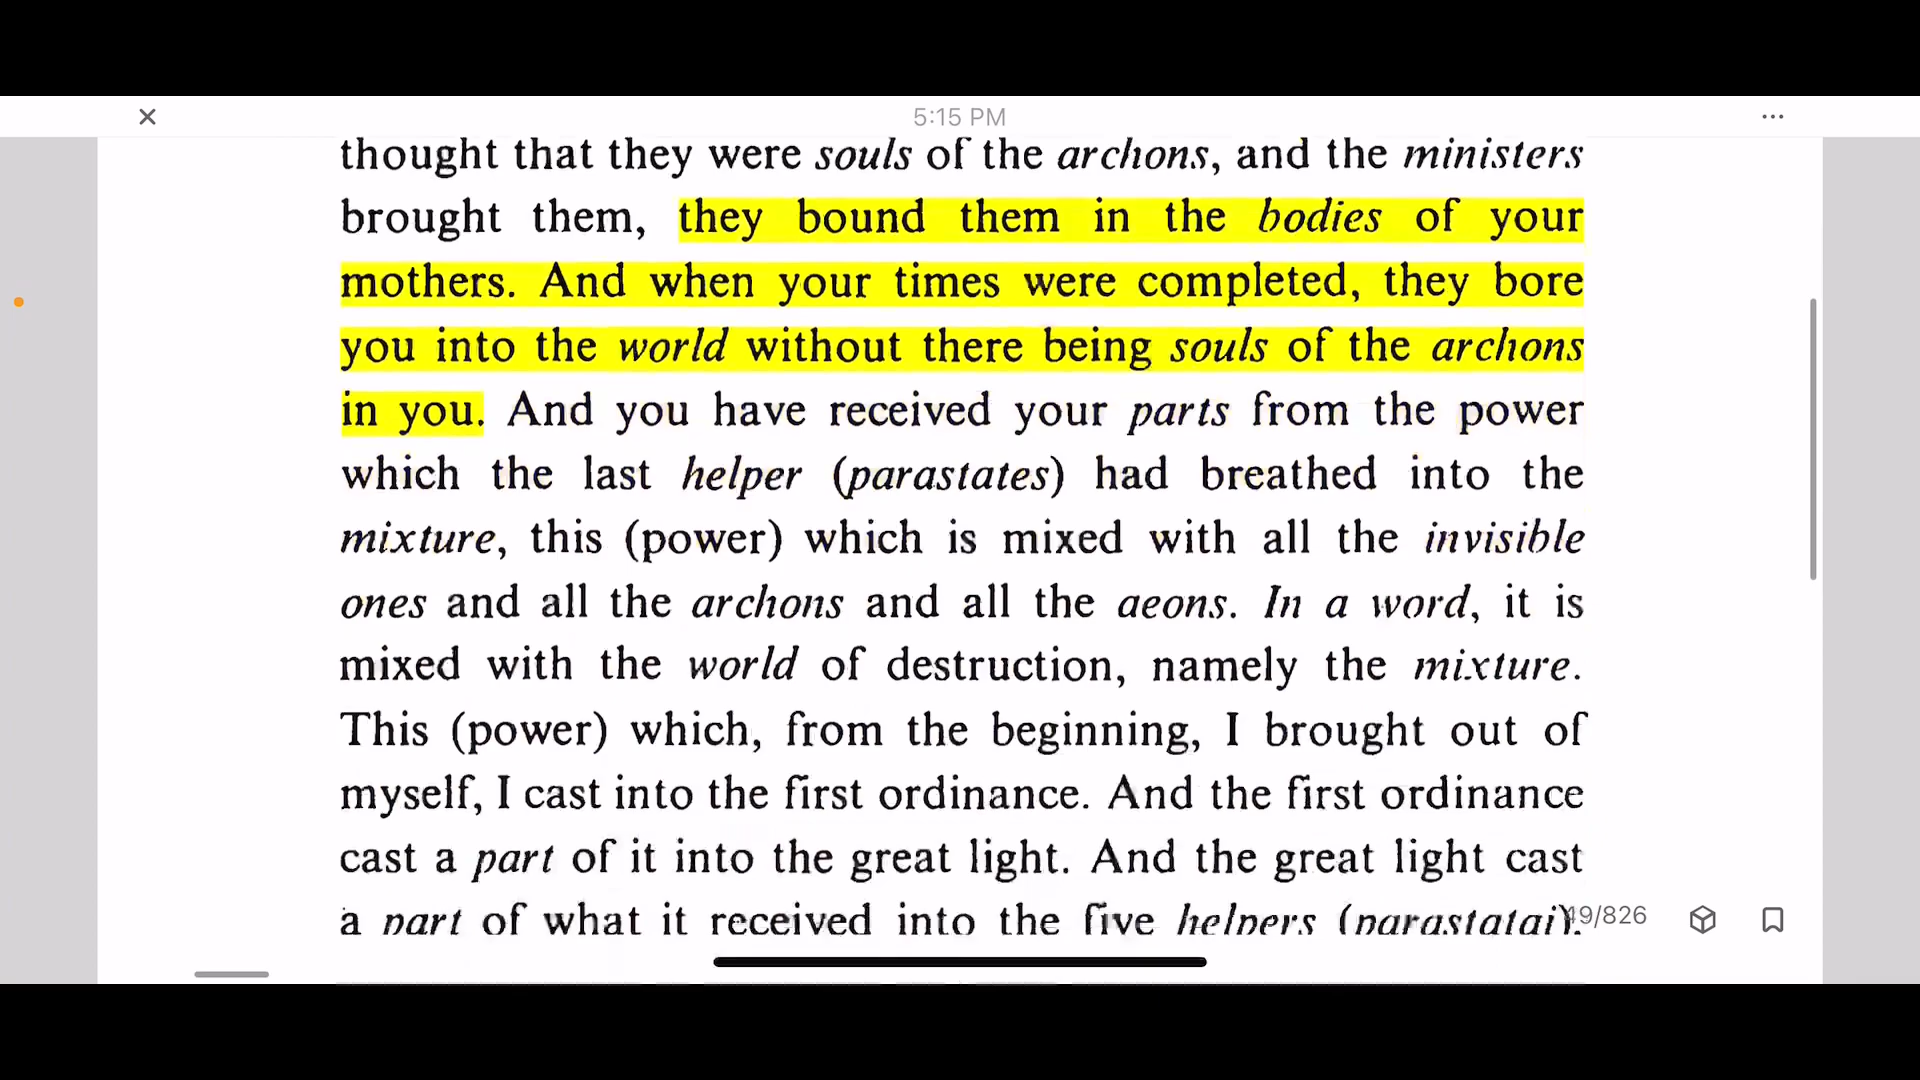 5:15 PM
thought that they were souls of the archons, and the ministers
brought them, they bound them in the bodies of your
mothers. And when your times were completed, they bore
you into the world without there being souls of the archons
in you. And you have received your parts from the power
which the last helper (parastates) had breathed into the
mixture, this (power) which is mixed with all the invisible
ones and all the archons and all the aeons. In a word, it is
mixed with the world of destruction, namely the mixture.
This (power) which, from the beginning, I brought out of
myself, I cast into the first ordinance. And the first ordinance
cast a part of it into the great light. And the great light cast
a part of what it received into the five helpers (parastatai).
49/826